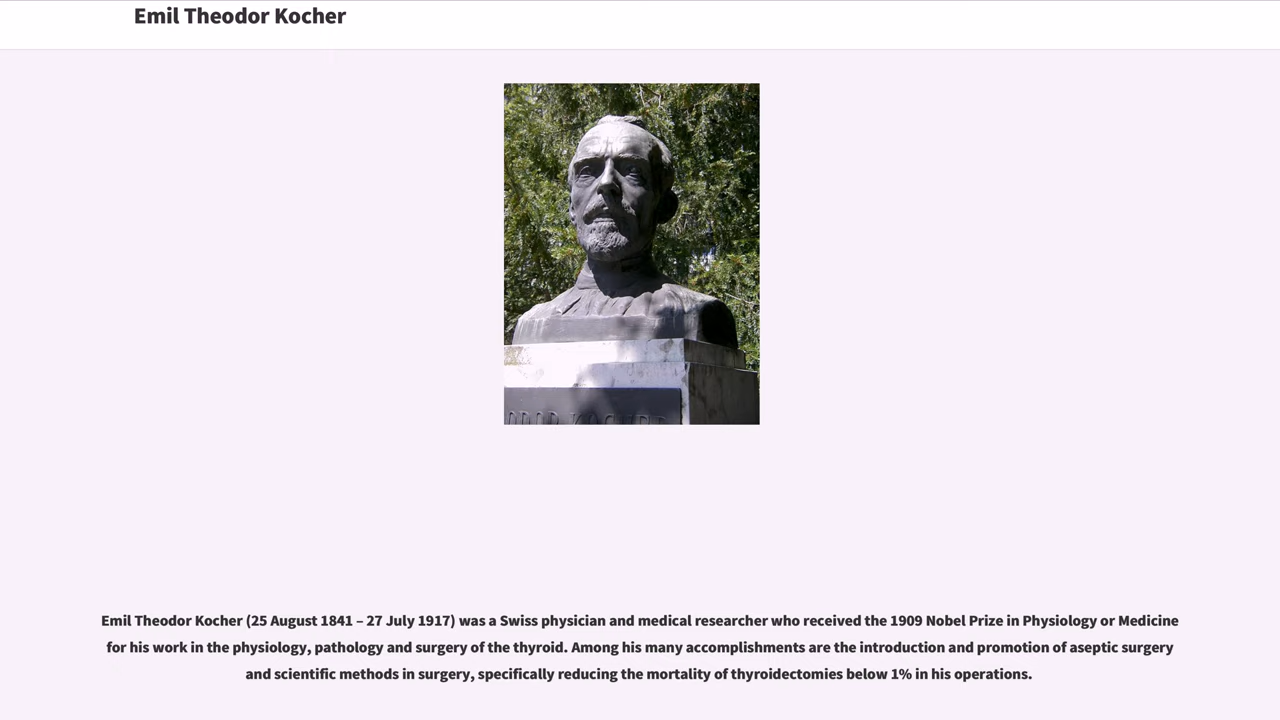 Emil Theodor Kocher
ODOR KOCHER
Emil Theodor Kocher (25 August 1841 – 27 July 1917) was a Swiss physician and medical researcher who received the 1909 Nobel Prize in Physiology or Medicine
for his work in the physiology, pathology and surgery of the thyroid. Among his many accomplishments are the introduction and promotion of aseptic surgery
and scientific methods in surgery, specifically reducing the mortality of thyroidectomies below 1% in his operations.